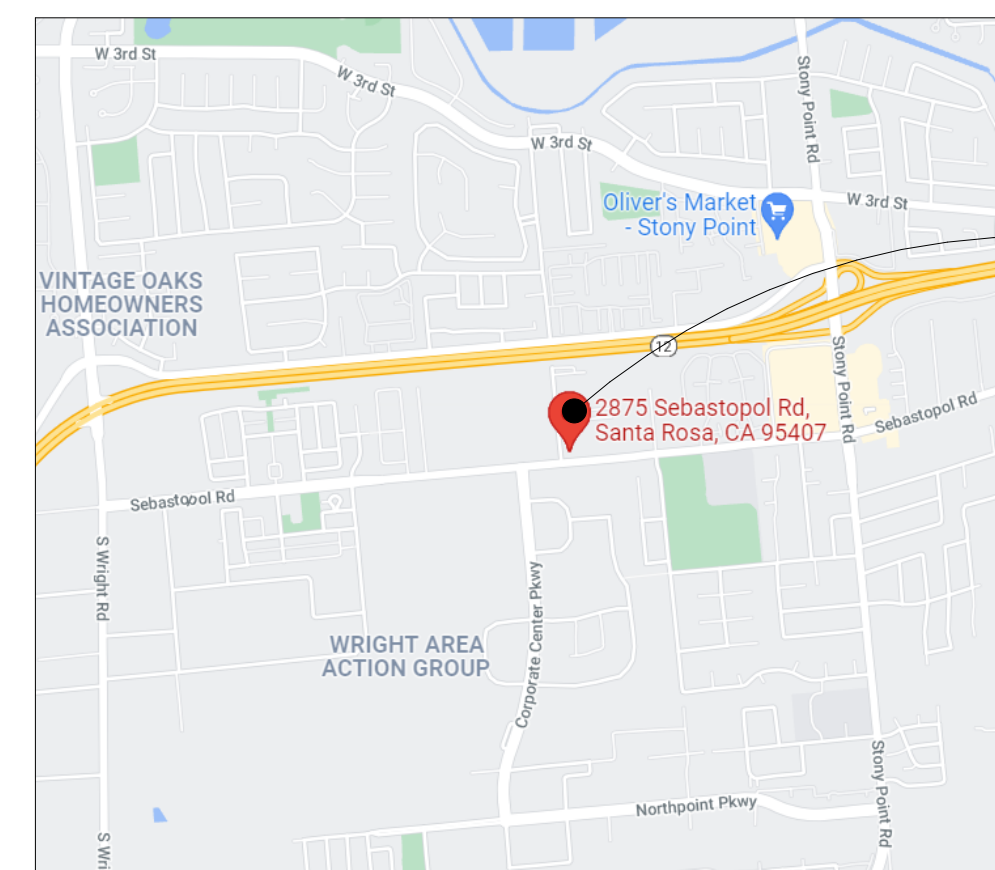 W 3rd St
W 3rd St
Stony Point Rd
W 3rd St
Oliver's Market
- Stony Point
W 3rd St
VINTAGE OAKS
HOMEOWNERS
ASSOCIATION
12
Stony Point Rd
2875 Sebastopol Rd,
Santa Rosa, CA 95407
Sebastopol Rd
Sebastopol Rd
S Wright Rd
Corporate Center Pkwy
WRIGHT AREA
ACTION GROUP
Stony Point Rd
Northpoint Pkwy
S Wri